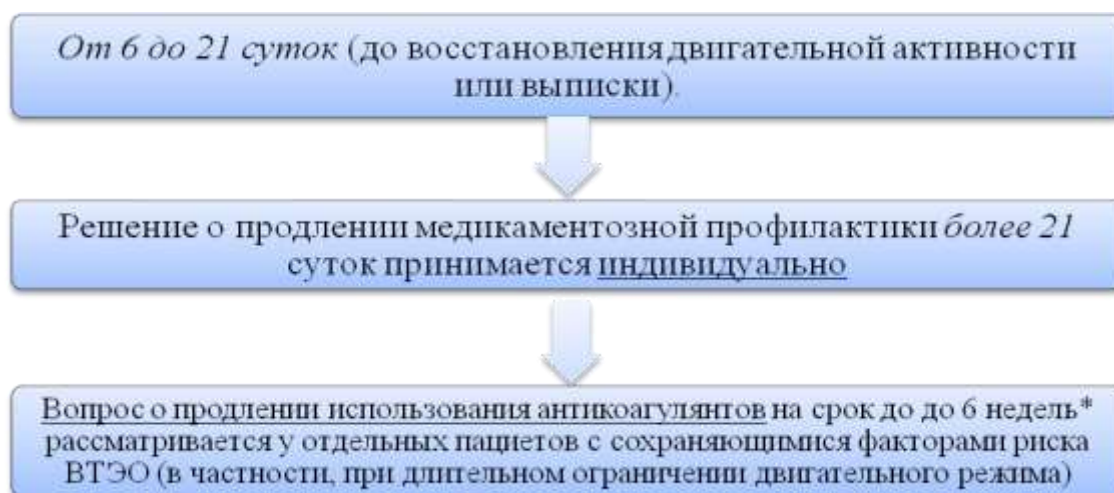 От 6 до 21 суток (до восстановления двигательной активности
или выписки).
Решение о продлении медикаментозной профилактики более 21
суток принимается индивидуально
Вопрос о продлении использования антикоагулянтов на срок до до 6 недель*
рассматривается у отдельных пациетов с сохраняющимися факторами риска
ВТЭО (в частности, при длительном ограничении двигательного режима)